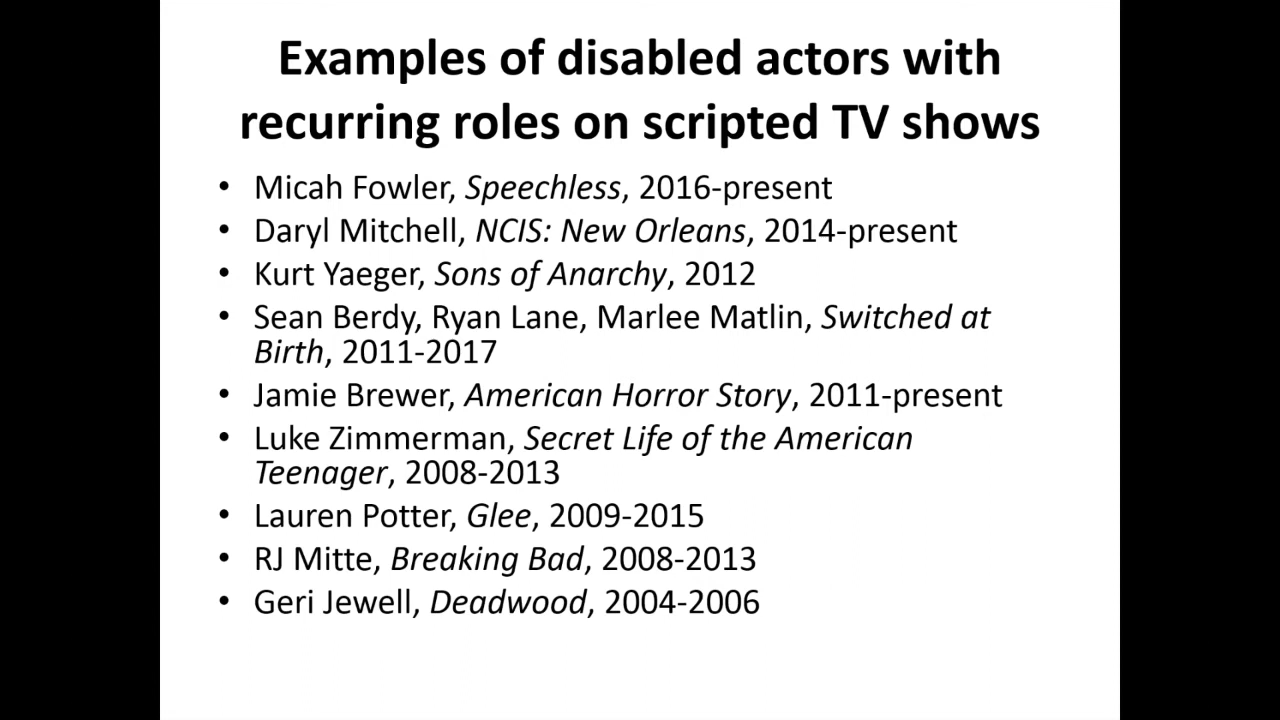 Examples of disabled actors with
recurring roles on scripted TV shows
• Micah Fowler, Speechless, 2016-present
• Daryl Mitchell, NCIS: New Orleans, 2014-present
• Kurt Yaeger, Sons of Anarchy, 2012
• Sean Berdy, Ryan Lane, Marlee Matlin, Switched at
Birth, 2011-2017
• Jamie Brewer, American Horror Story, 2011-present
• Luke Zimmerman, Secret Life of the American
Teenager, 2008-2013
• Lauren Potter, Glee, 2009-2015
• RJ Mitte, Breaking Bad, 2008-2013
• Geri Jewell, Deadwood, 2004-2006